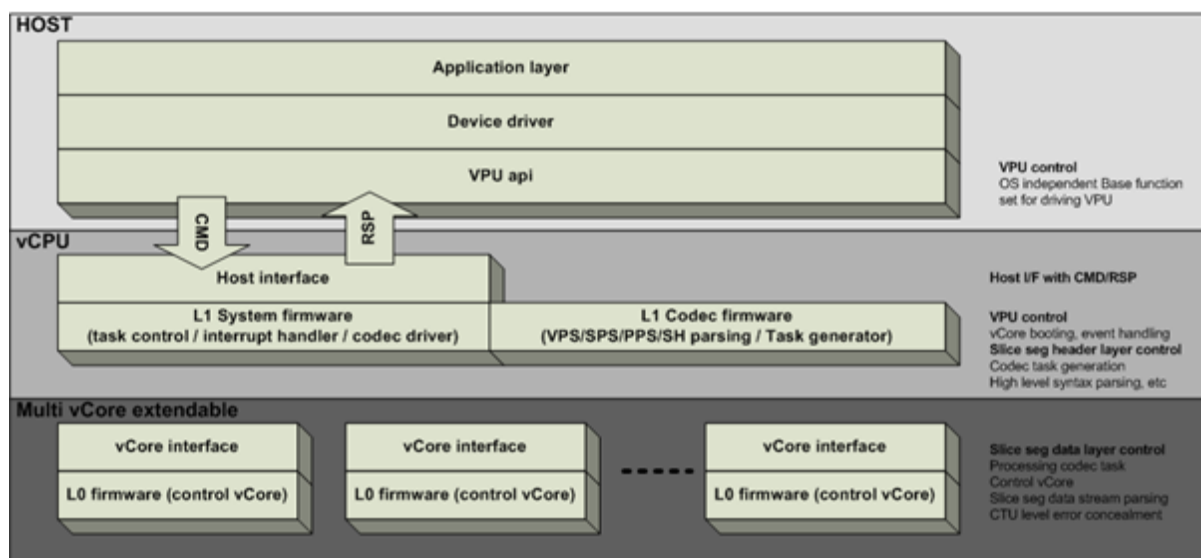 HOST
Application layer
Device driver
VPU api
VPU control
OS independent Base function
set for driving VPU
CMD
RSP
vCPU
Host interface
Host I/F with CMD/RSP
L1 System firmware
(task control / interrupt handler / codec driver)
L1 Codec firmware
(VPS/SPS/PPS/SH parsing / Task generator)
VPU control
vCore booting, event handling
Slice seg header layer control
Codec task generation
High level syntax parsing, etc
Multi vCore extendable
vCore interface
L0 firmware (control vCore)
vCore interface
L0 firmware (control vCore)
vCore interface
L0 firmware (control vCore)
Slice seg data layer control
Processing codec task
Control vCore
Slice seg data stream parsing
CTU level error concealment